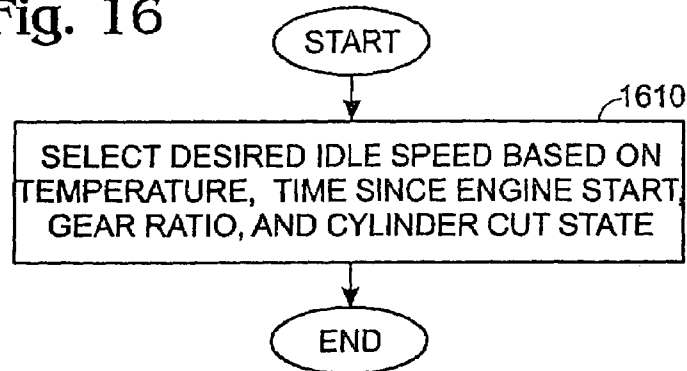 Fig. 16
START
1610
SELECT DESIRED IDLE SPEED BASED ON
TEMPERATURE, TIME SINCE ENGINE START,
GEAR RATIO, AND CYLINDER CUT STATE
END